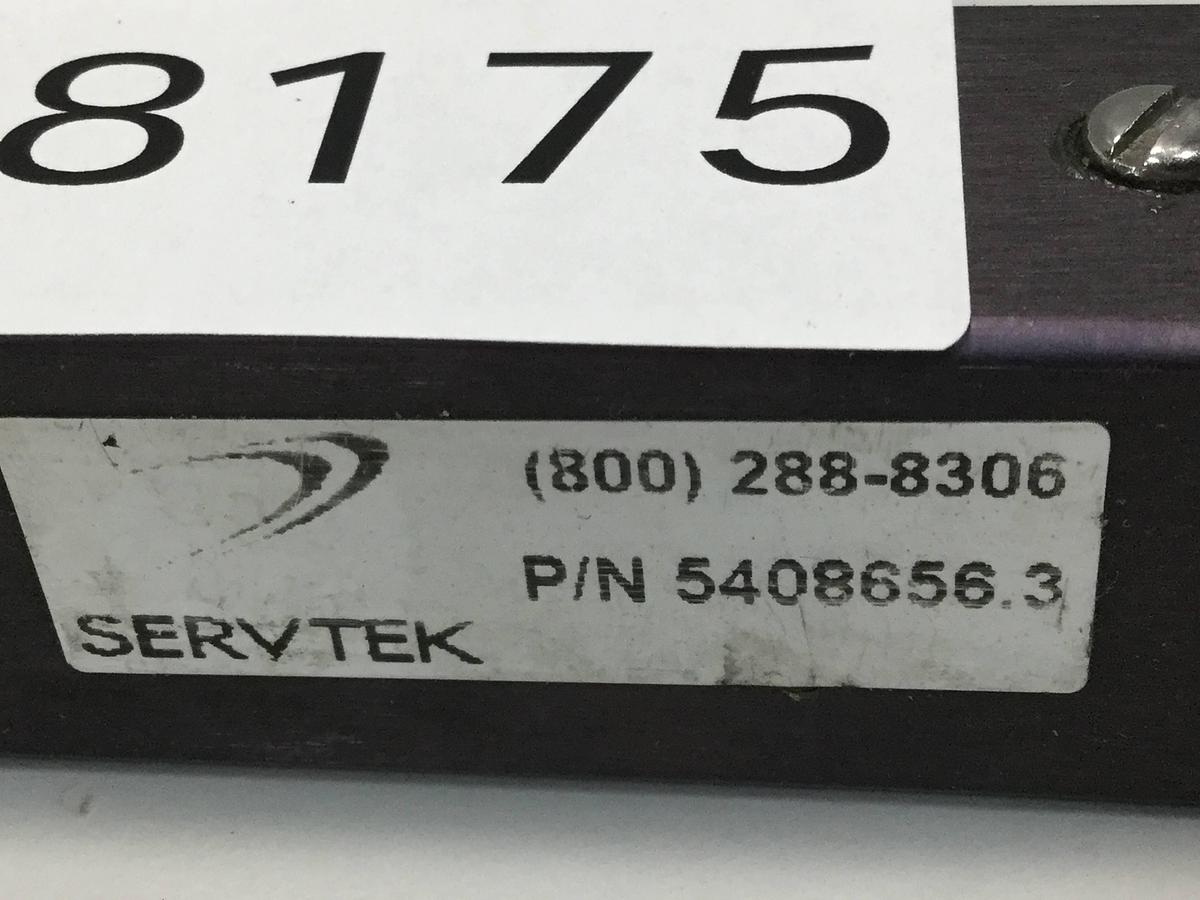 8175
(800) 288-8306
P/N 5408656.3
SERVTEK